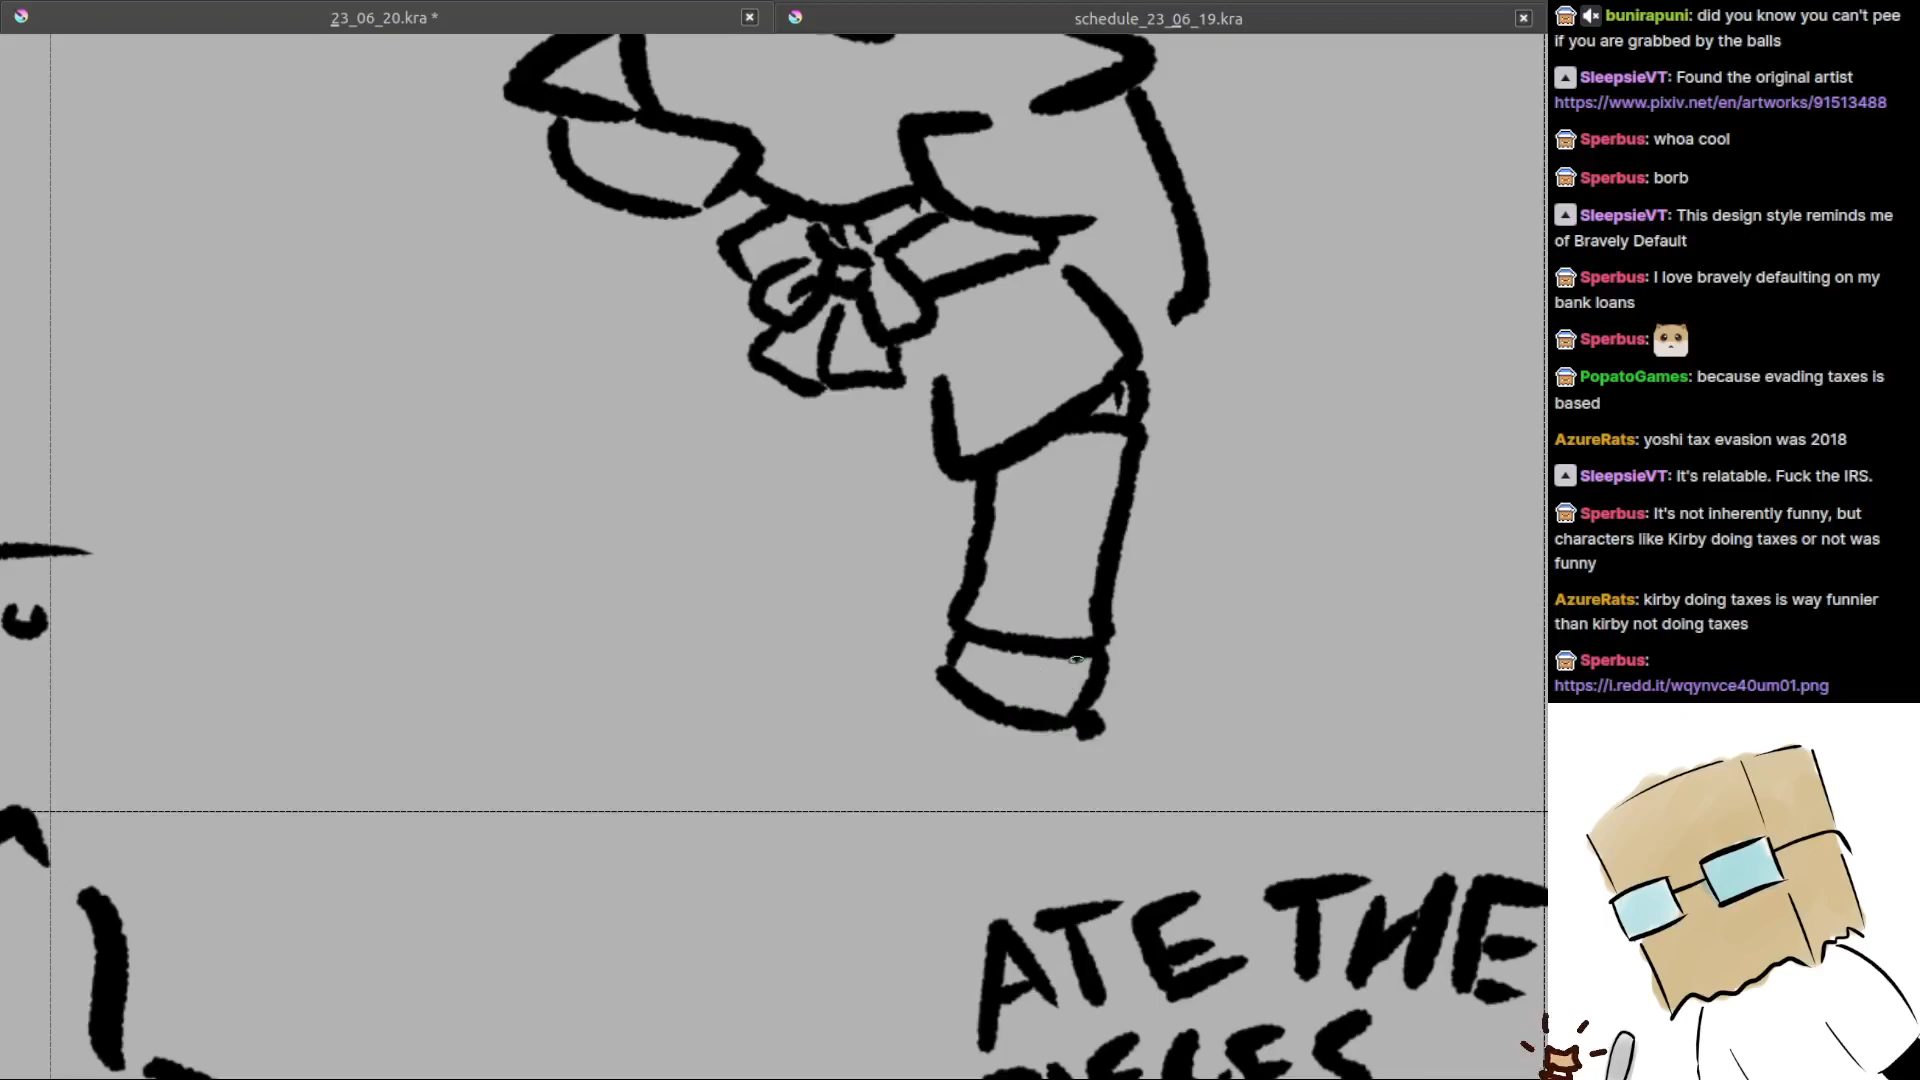 23_06_20.kra *
schedule_23_06_19.kra
bunirapuni: did you know you can't pee
if you are grabbed by the balls
SleepsieVT: Found the original artist
https://www.pixiv.net/en/artworks/91513488
Sperbus: whoa cool
Sperbus: borb
SleepsieVT: This design style reminds me
of Bravely Default
Sperbus: I love bravely defaulting on my
bank loans
Sperbus:
PopatoGames: because evading taxes is
based
AzureRats: yoshi tax evasion was 2018
SleepsieVT: It's relatable. Fuck the IRS.
Sperbus: It's not inherently funny, but
characters like Kirby doing taxes or not was
funny
AzureRats: kirby doing taxes is way funnier
than kirby not doing taxes
Sperbus:
https://i.redd.it/wqynvce40um01.png
ATE THE